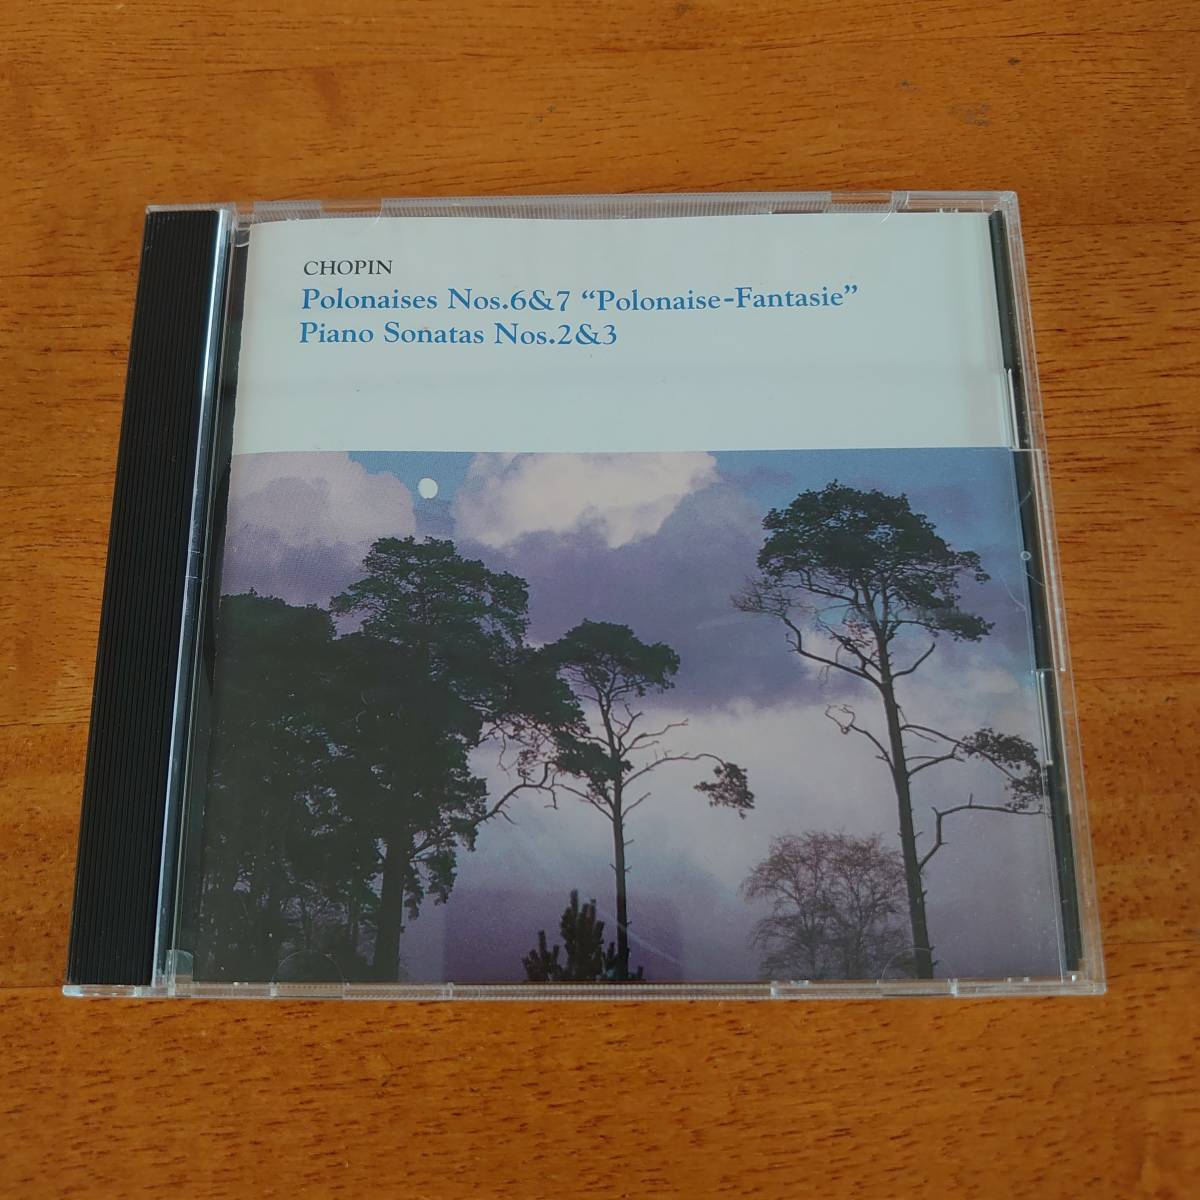 CHOPIN
Polonaises Nos.6&7 “Polonaise-Fantasie”
Piano Sonatas Nos.2&3